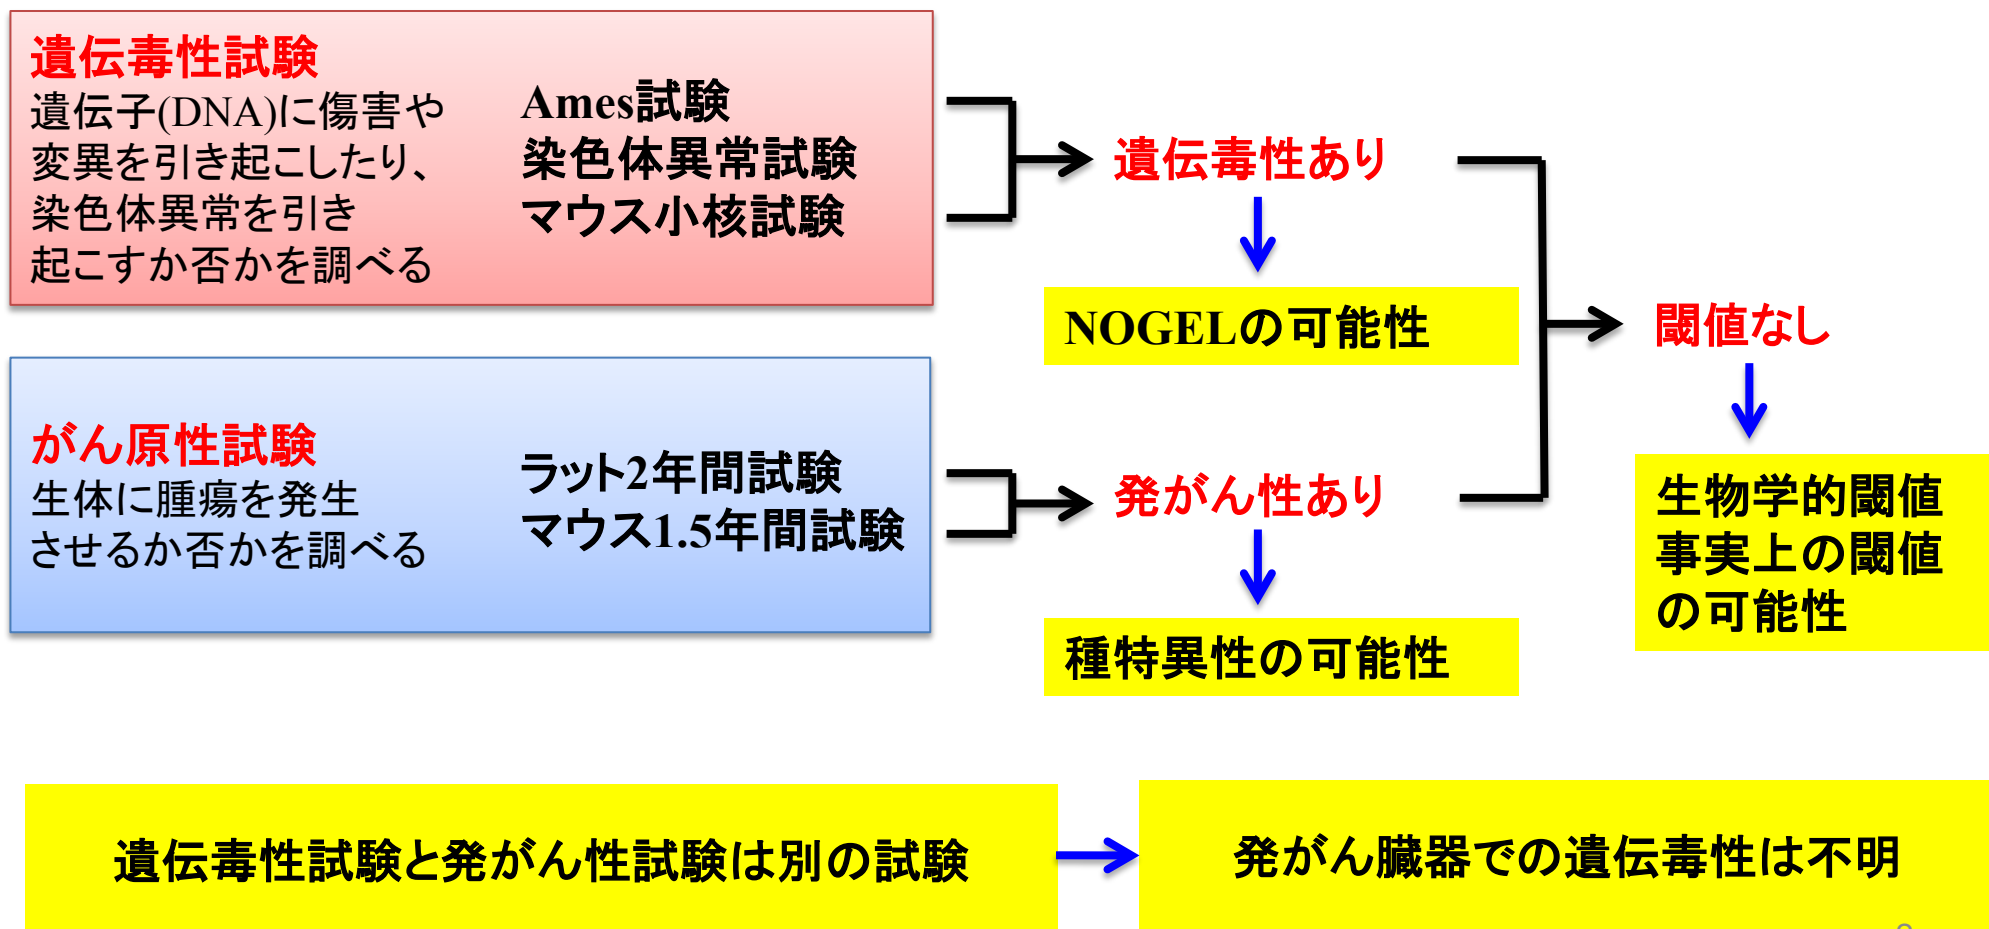 遺伝毒性試験
遺伝子(DNA)に傷害や
変異を引き起こしたり、
染色体異常を引き
起こすか否かを調べる
Ames試験
染色体異常試験
マウス小核試験
遺伝毒性あり
NOGELの可能性
がん原性試験
生体に腫瘍を発生
させるか否かを調べる
ラット2年間試験
マウス1.5年間試験
発がん性あり
種特異性の可能性
閾値なし
生物学的閾値
事実上の閾値
の可能性
遺伝毒性試験と発がん性試験は別の試験
発がん臓器での遺伝毒性は不明